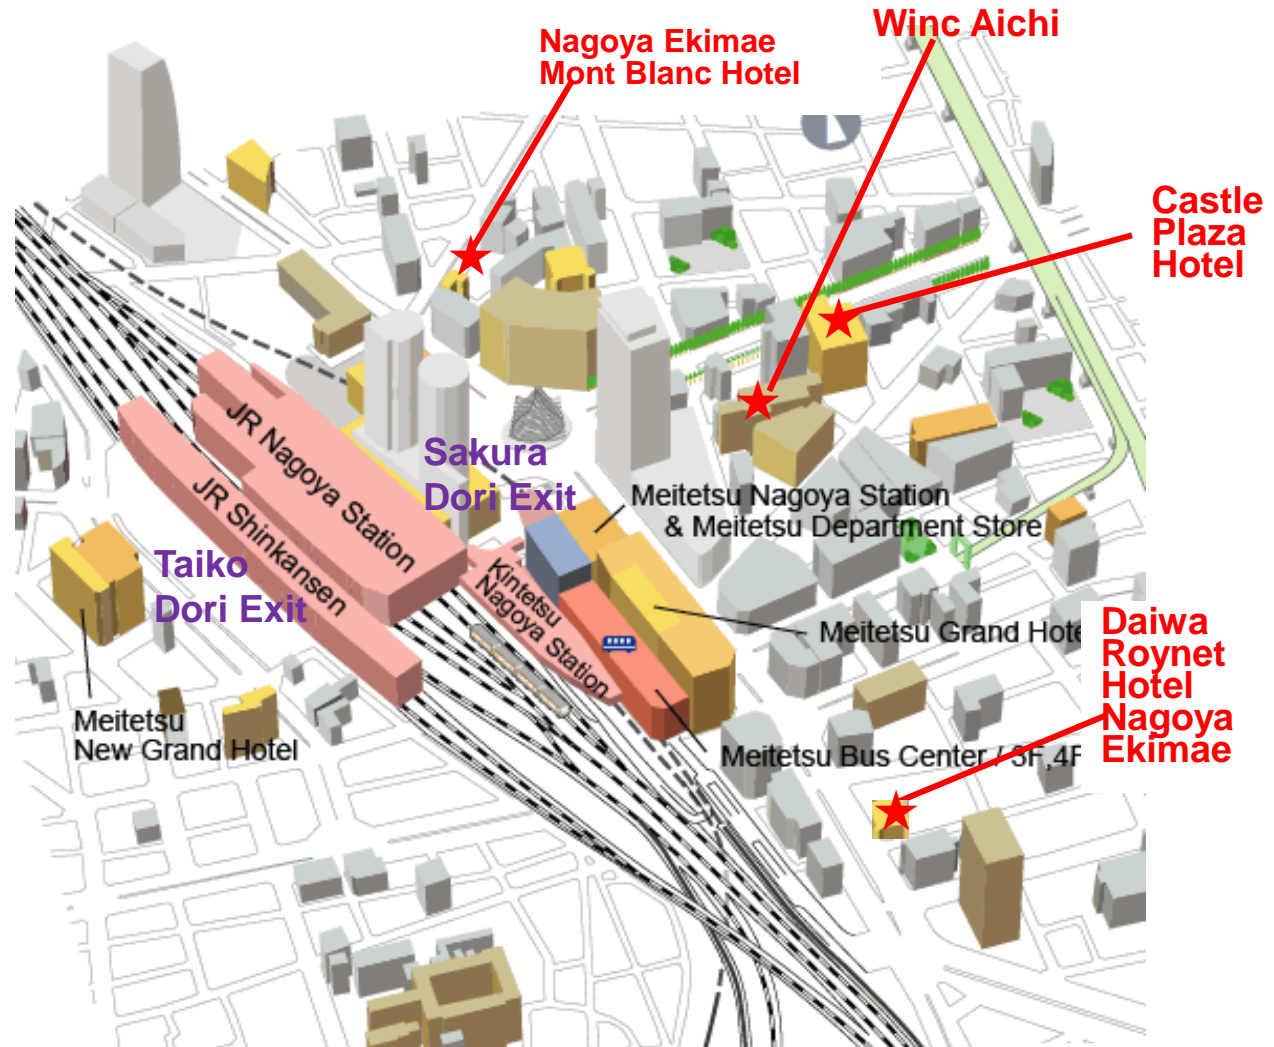 Winc Aichi
Nagoya Ekimae
Mont Blanc Hotel
Castle
Plaza
Hotel
JR Nagoya Station
JR Shinkansen
Sakura
Dori Exit
Meitetsu Nagoya Station
& Meitetsu Department Store
Taiko
Dori Exit
Kintetsu
Nagoya Station
Meitetsu Grand Hote
Daiwa
Roynet
Hotel
Nagoya
Ekimae
Meitetsu
New Grand Hotel
Meitetsu Bus Center / 3F,4F